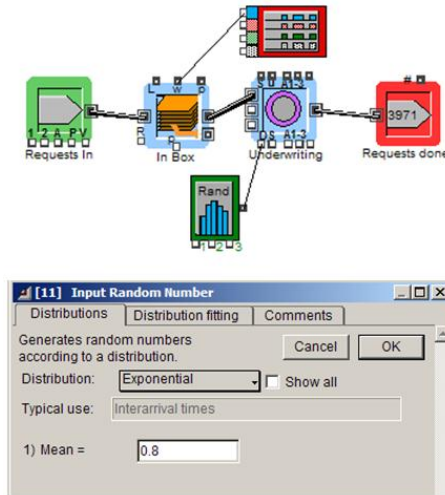 L W P
S U A1-3
#
R
P
3971
1 2 A P V
D S A1-3
Requests In
In Box
Underwriting
Requests done
Rand
1 2 3
[11] Input Random Number
Distributions Distribution fitting Comments
Generates random numbers
according to a distribution.
Cancel OK
Distribution: Exponential Show all
Typical use: Interarrival times
1) Mean = 0.8